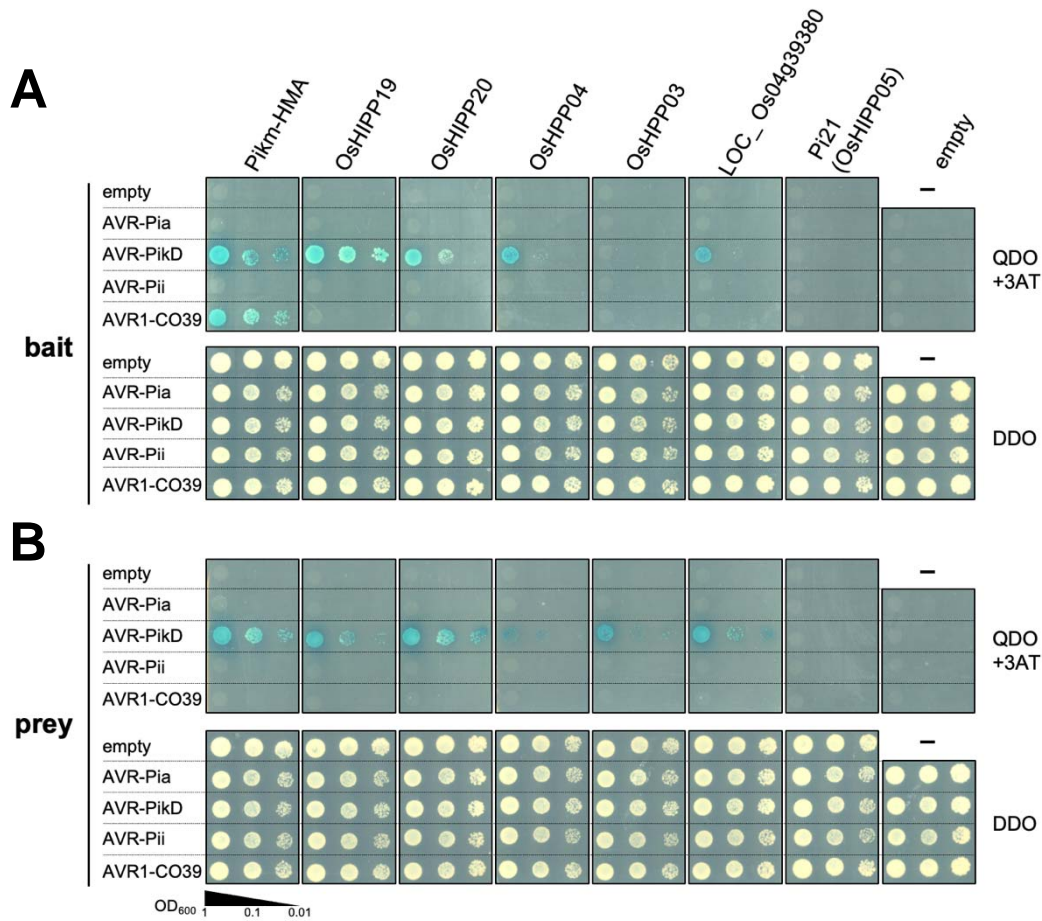 A
Pikm-HMA
OsHIPP19
OsHIPP20
OsHPP04
OsHPP03
LOC_ Os04g39380
Pi21
(OsHIPP05)
empty
bait
empty
–
AVR-Pia
AVR-PikD
AVR-Pii
AVR1-CO39
QDO
+3AT
empty
–
AVR-Pia
AVR-PikD
AVR-Pii
AVR1-CO39
DDO
B
prey
empty
–
AVR-Pia
AVR-PikD
AVR-Pii
AVR1-CO39
QDO
+3AT
empty
–
AVR-Pia
AVR-PikD
AVR-Pii
AVR1-CO39
DDO
OD600
1 0.1 0.01